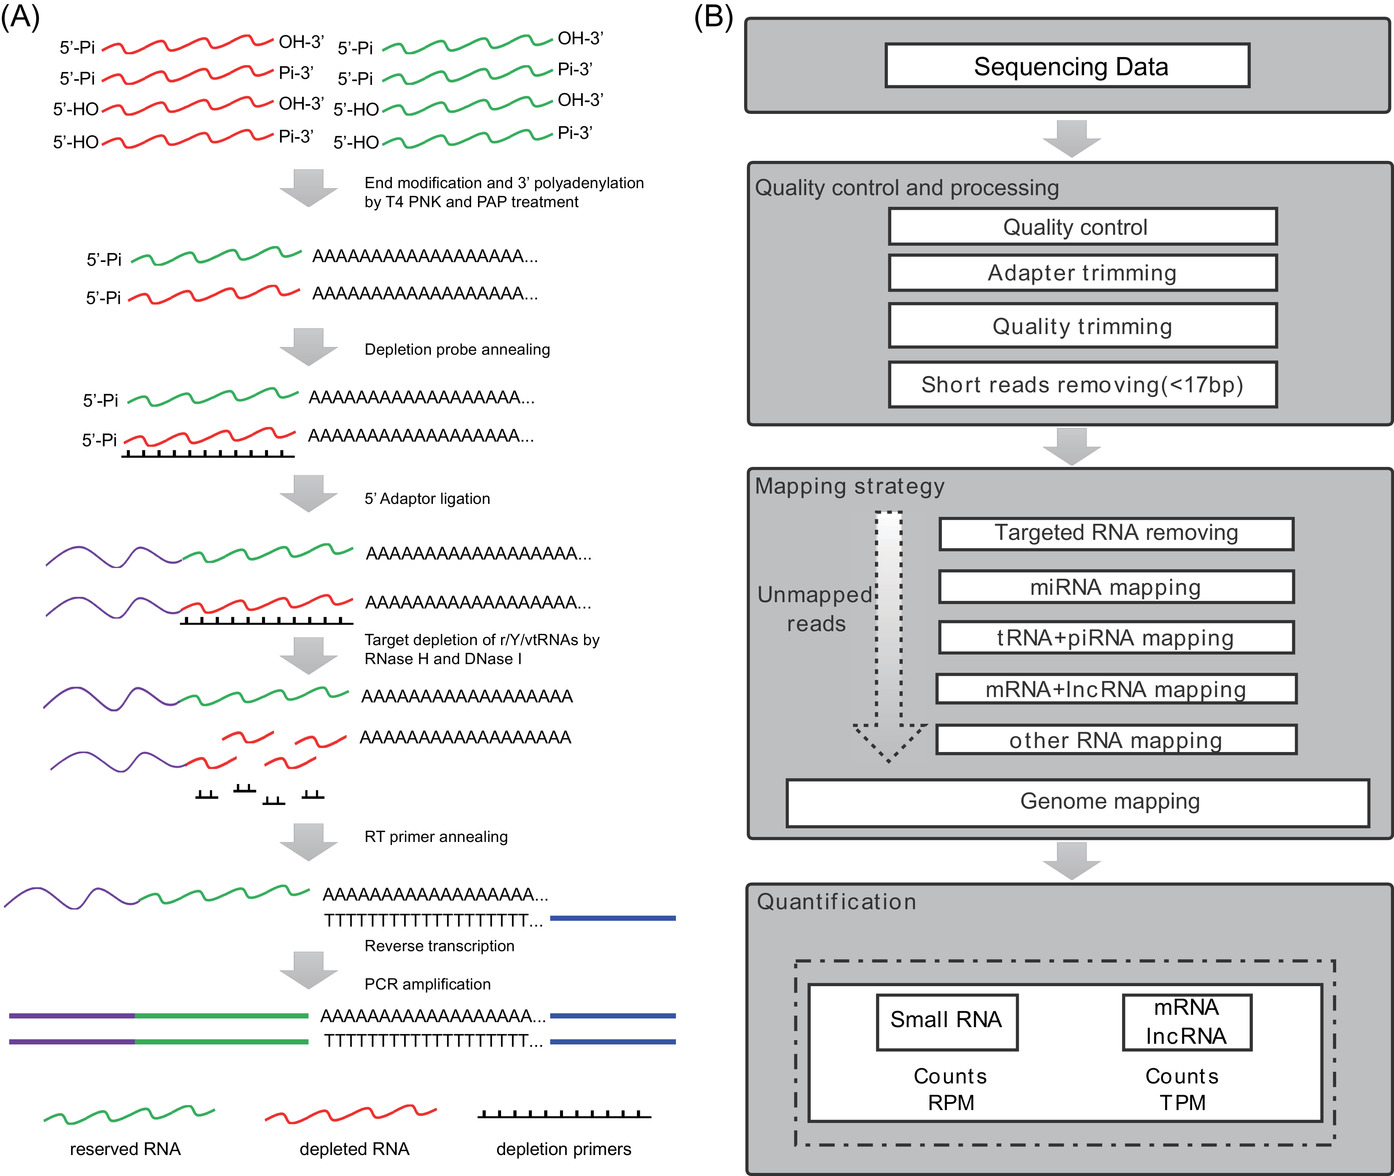 (A)
5'-Pi OH-3' 5'-Pi OH-3'
5'-Pi Pi-3' 5'-Pi Pi-3'
5'-HO OH-3' 5'-HO OH-3'
5'-HO Pi-3' 5'-HO Pi-3'
End modification and 3' polyadenylation
by T4 PNK and PAP treatment
5'-Pi AAAAAAAAAAAAAAAAAA...
5'-Pi AAAAAAAAAAAAAAAAAA...
Depletion probe annealing
5'-Pi AAAAAAAAAAAAAAAAAA...
5'-Pi AAAAAAAAAAAAAAAAAA...
5' Adaptor ligation
AAAAAAAAAAAAAAAAAA...
AAAAAAAAAAAAAAAAAA...
Target depletion of r/Y/vtRNAs by
RNase H and DNase I
AAAAAAAAAAAAAAAAAA
AAAAAAAAAAAAAAAAAA
RT primer annealing
AAAAAAAAAAAAAAAAAA...
TTTTTTTTTTTTTTTTTTT...
Reverse transcription
PCR amplification
AAAAAAAAAAAAAAAAAA...
TTTTTTTTTTTTTTTTTTT...
reserved RNA
depleted RNA
depletion primers
(B)
Sequencing Data
Quality control and processing
Quality control
Adapter trimming
Quality trimming
Short reads removing(<17bp)
Mapping strategy
Unmapped
reads
Targeted RNA removing
miRNA mapping
tRNA+piRNA mapping
mRNA+lncRNA mapping
other RNA mapping
Genome mapping
Quantification
Small RNA
Counts
RPM
mRNA
lncRNA
Counts
TPM